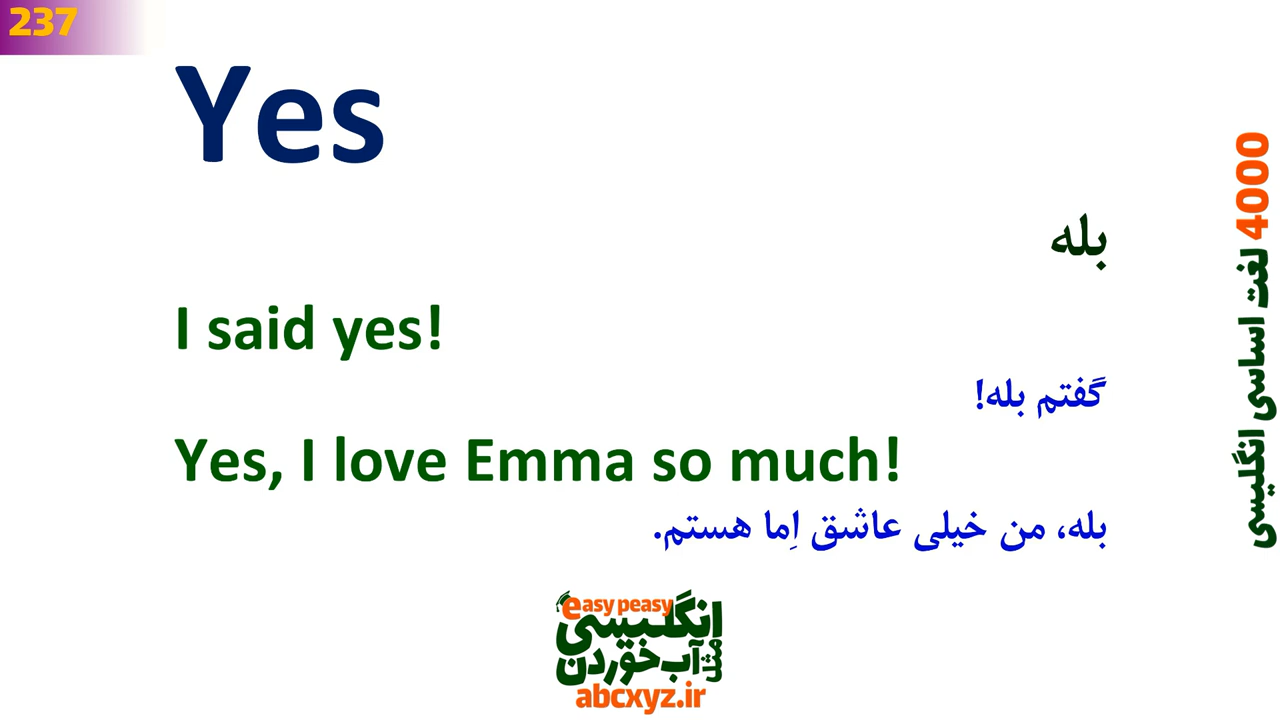 237
Yes
بله
I said yes!
گفتم بله!
Yes, I love Emma so much!
بله، من خیلی عاشق اِما هستم.
4000 لغت اساسی انگلیسی
easy peasy
انگلیسی
مثل آب خوردن
abcxyz.ir